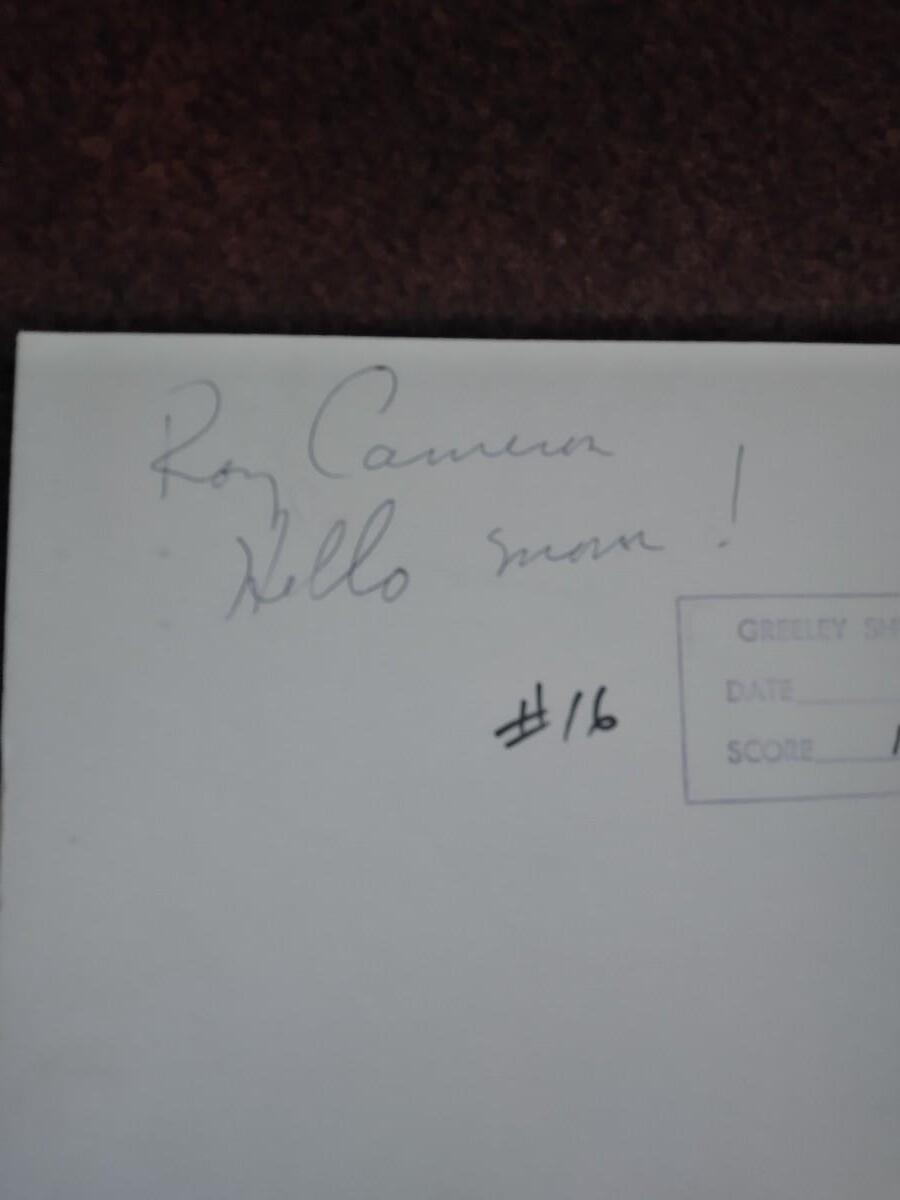 Roy Cameron
Hello mom !
#16
GREELEY SH
DATE
SCORE